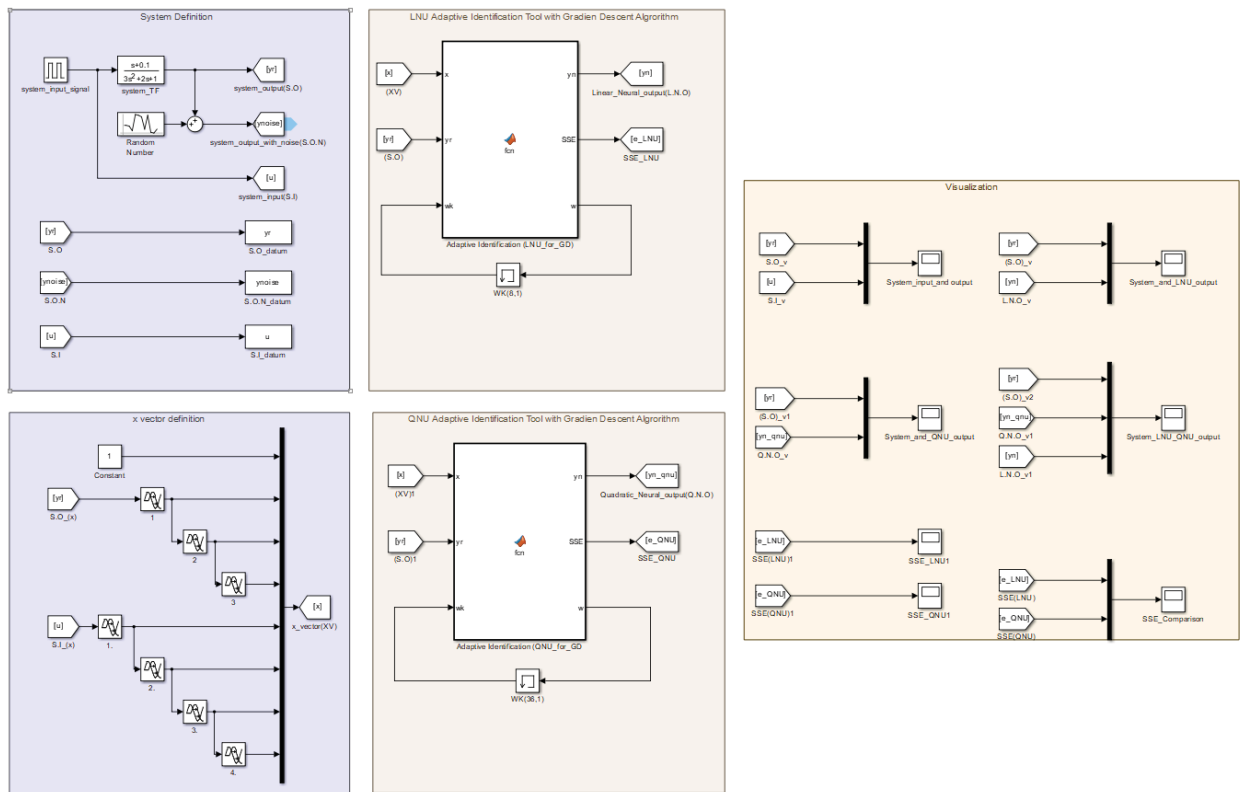 System Definition
system_input_signal
s+0.1
3s²+2s+1
system_TF
[yr]
system_output(S.O)
Random
Number
++
[ynoise]
system_output_with_noise(S.O.N)
[u]
system_input(S.I)
[yr]
S.O
yr
S.O_datum
[ynoise]
S.O.N
ynoise
S.O.N_datum
[u]
S.I
u
S.I_datum
LNU Adaptive Identification Tool with Gradien Descent Algorithm
[x]
(XV)
[yr]
(S.O)
x
yr
wk
fcn
yn
SSE
w
[yn]
Linear_Neural_output(L.N.O)
[e_LNU]
SSE_LNU
Adaptive Identification (LNU_for_GD)
WK(8,1)
x vector definition
1
Constant
[yr]
S.O_(x)
1
2
3
[u]
S.I_(x)
1.
2.
3.
4.
[x]
x_vector(XV)
QNU Adaptive Identification Tool with Gradien Descent Algorithm
[x]
(XV)1
[yr]
(S.O)1
x
yr
wk
fcn
yn
SSE
w
[yn_qnu]
Quadratic_Neural_output(Q.N.O)
[e_QNU]
SSE_QNU
Adaptive Identification (QNU_for_GD
WK(36,1)
Visualization
[yr]
S.O_v
[u]
S.I_v
System_input_and output
[yr]
(S.O)_v
[yn]
L.N.O_v
System_and_LNU_output
[yr]
(S.O)_v1
[yn_qnu]
Q.N.O_v
System_and_QNU_output
[yr]
(S.O)_v2
[yn_qnu]
Q.N.O_v1
[yn]
L.N.O_v1
System_LNU_QNU_output
[e_LNU]
SSE(LNU)1
SSE_LNU1
[e_QNU]
SSE(QNU)1
SSE_QNU1
[e_LNU]
SSE(LNU)
[e_QNU]
SSE(QNU)
SSE_Comparison